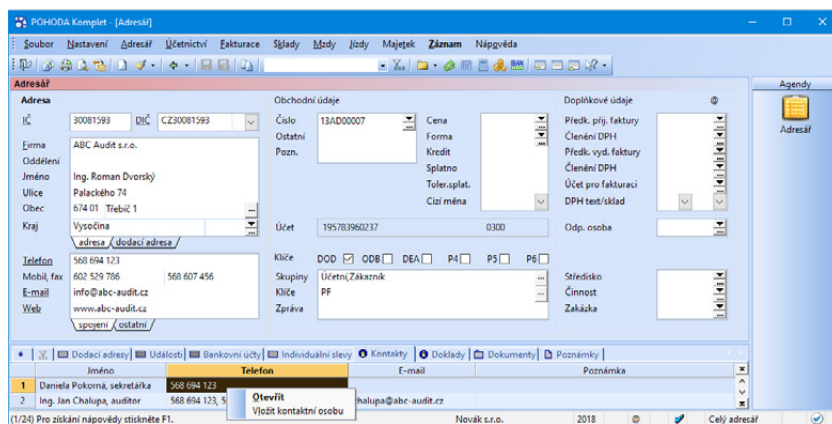 POHODA Komplet - [Adresář]
Soubor Nastavení Adresář Účetnictví Fakturace Sklady Mzdy Jízdy Majetek Záznam Nápověda
Adresář
Agendy
Adresář
Adresa
IČ 30081593 DIČ CZ30081593
Firma ABC Audit s.r.o.
Oddělení
Jméno Ing. Roman Dvorský
Ulice Palackého 74
Obec 674 01 Třebíč 1
Kraj Vysočina
adresa dodací adresa
Telefon 568 694 123
Mobil, fax 602 529 786 568 607 456
E-mail info@abc-audit.cz
Web www.abc-audit.cz
spojení ostatní
Obchodní údaje
Číslo 13AD00007 Cena
Ostatní Forma
Pozn. Kredit
Splatno
Toler.splat.
Cizí měna
Účet 195783960237 0300
Klíče DOD ODB DEA P4 P5 P6
Skupiny Účetní,Zákazník
Klíče PF
Zpráva
Doplňkové údaje @
Předk. přij. faktury
Členění DPH
Předk. vyd. faktury
Členění DPH
Účet pro fakturaci
DPH text/sklad
Odp. osoba
Středisko
Činnost
Zakázka
Dodací adresy Události Bankovní účty Individuální slevy Kontakty Doklady Dokumenty Poznámky
Jméno Telefon E-mail Poznámka
1 Daniela Pokorná, sekretářka 568 694 123
2 Ing. Jan Chalupa, auditor 568 694 123, 5 halupa@abc-audit.cz
Otevřít
Vložit kontaktní osobu
(1/24) Pro získání nápovědy stiskněte F1. Novák s.r.o. 2018 @ Celý adresář